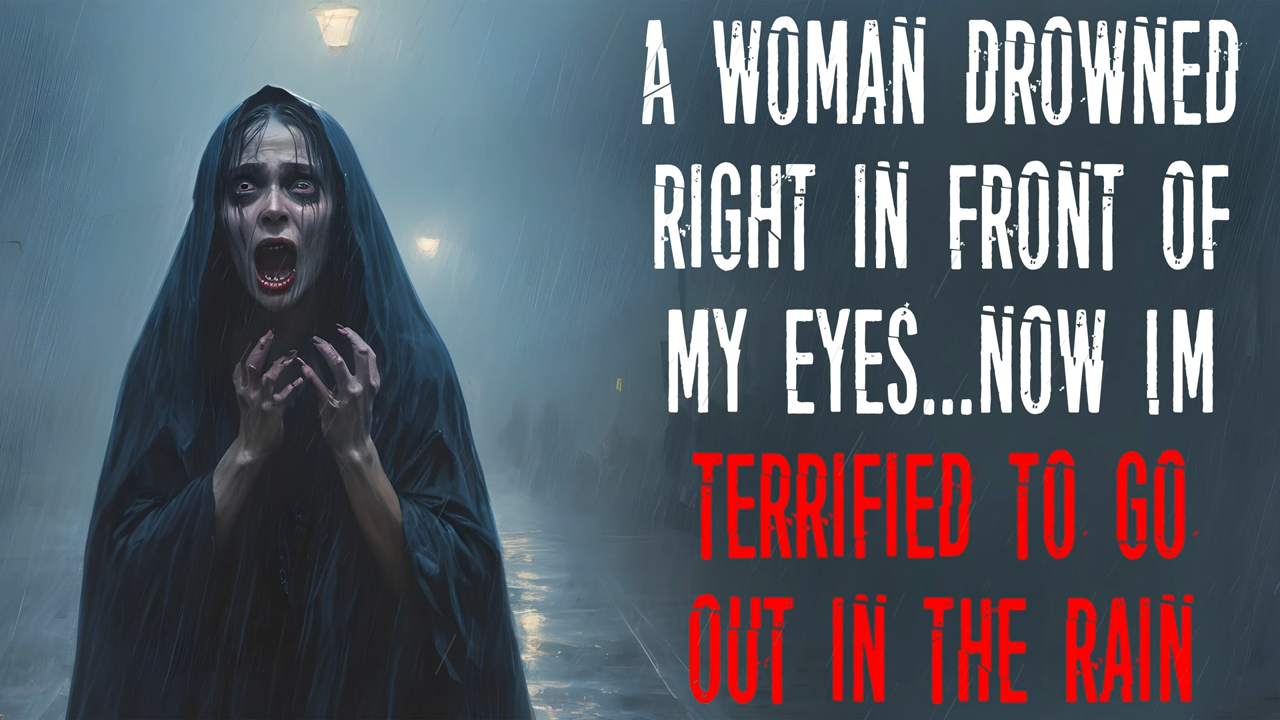 A WOMAN DROWNED
RIGHT IN FRONT OF
MY EYES...NOW IM
TERRIFIED TO GO
OUT IN THE RAIN